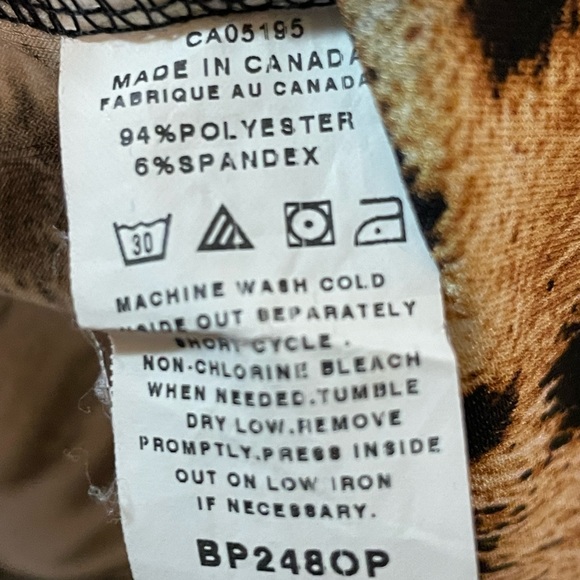 CA05195
MADE IN CANADA
FABRIQUE AU CANADA
94%POLYESTER
6%SPANDEX
30
MACHINE WASH COLD
INSIDE OUT SEPARATELY
SHORT CYCLE.
NON-CHLORINE BLEACH
WHEN NEEDED.TUMBLE
DRY LOW.REMOVE
PROMPTLY.PRESS INSIDE
OUT ON LOW IRON
IF NECESSARY.
BP248OP